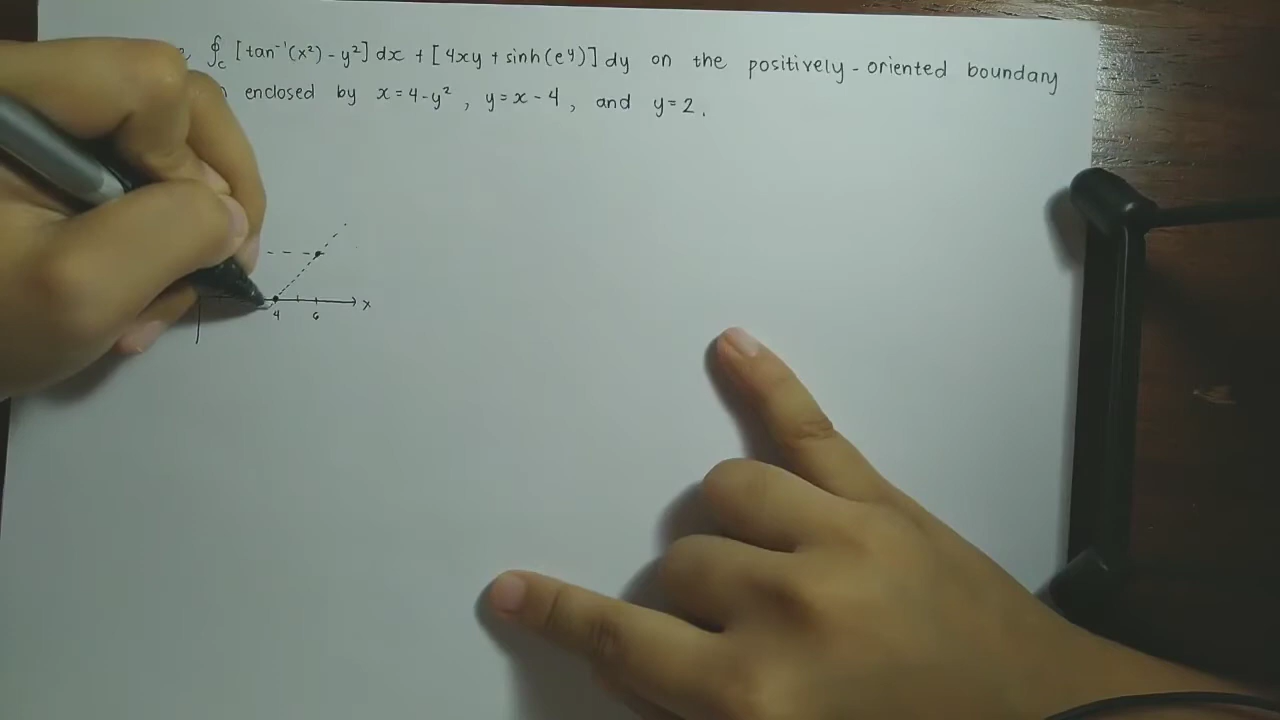 ∮_c [tan⁻¹(x²) - y²] dx + [4xy + sinh(e^y)] dy on the positively-oriented boundary
enclosed by x = 4-y² , y = x - 4 , and y = 2 .
4 6 x